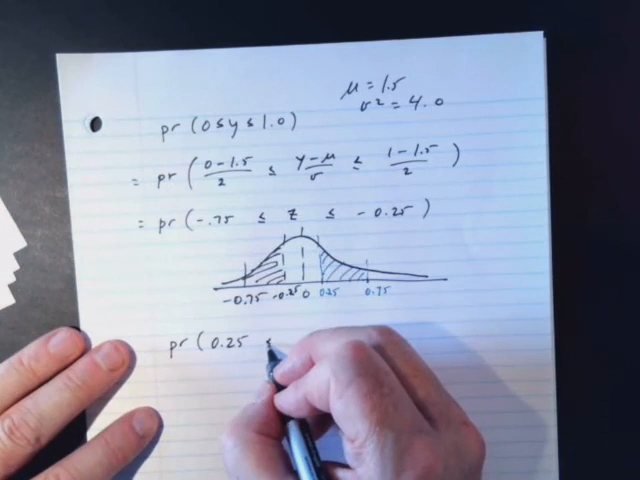 μ = 1.5
σ² = 4.0
pr (0 ≤ y ≤ 1.0)
= pr ( 0 - 1.5 / 2 ≤ y - μ / σ ≤ 1 - 1.5 / 2 )
= pr ( -.75 ≤ z ≤ - 0.25 )
-0.75 -0.25 0 0.25 0.75
pr ( 0.25 ≤